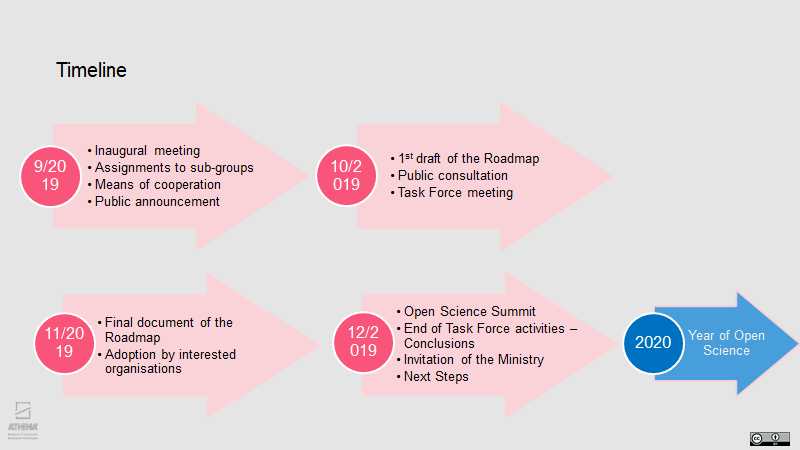 Timeline
9/20
19
• Inaugural meeting
• Assignments to sub-groups
• Means of cooperation
• Public announcement
10/2
019
• 1st draft of the Roadmap
• Public consultation
• Task Force meeting
11/20
19
• Final document of the
Roadmap
• Adoption by interested
organisations
12/2
019
• Open Science Summit
• End of Task Force activities –
Conclusions
• Invitation of the Ministry
• Next Steps
2020
Year of Open
Science
ATHENA
cc
BY